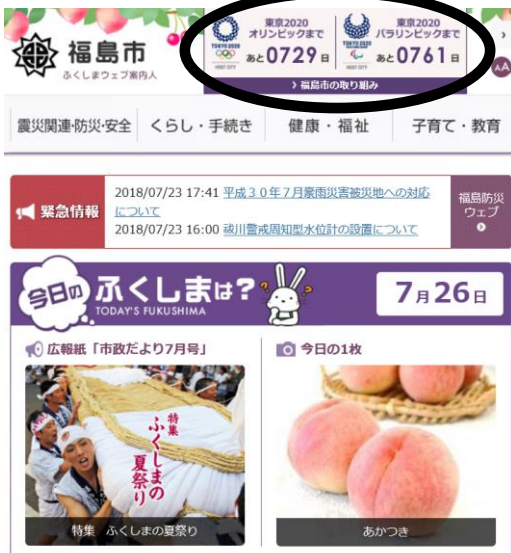 福島市
ふくしまウェブ案内人
東京2020
オリンピックまで
あと0729日
TOKYO 2020
HOST CITY
東京2020
パラリンピックまで
あと0761日
TOKYO 2020
HOST CITY
福島市の取り組み
AA
震災関連・防災・安全
くらし・手続き
健康・福祉
子育て・教育
緊急情報
2018/07/23 17:41 平成30年7月豪雨災害被災地への対応
について
2018/07/23 16:00 祓川警戒周知型水位計の設置について
福島防災
ウェブ
今日の
ふくしまは?
TODAY'S FUKUSHIMA
7月26日
広報紙「市政だより7月号」
今日の1枚
特集
ふくしまの
夏祭り
特集 ふくしまの夏祭り
あかつき